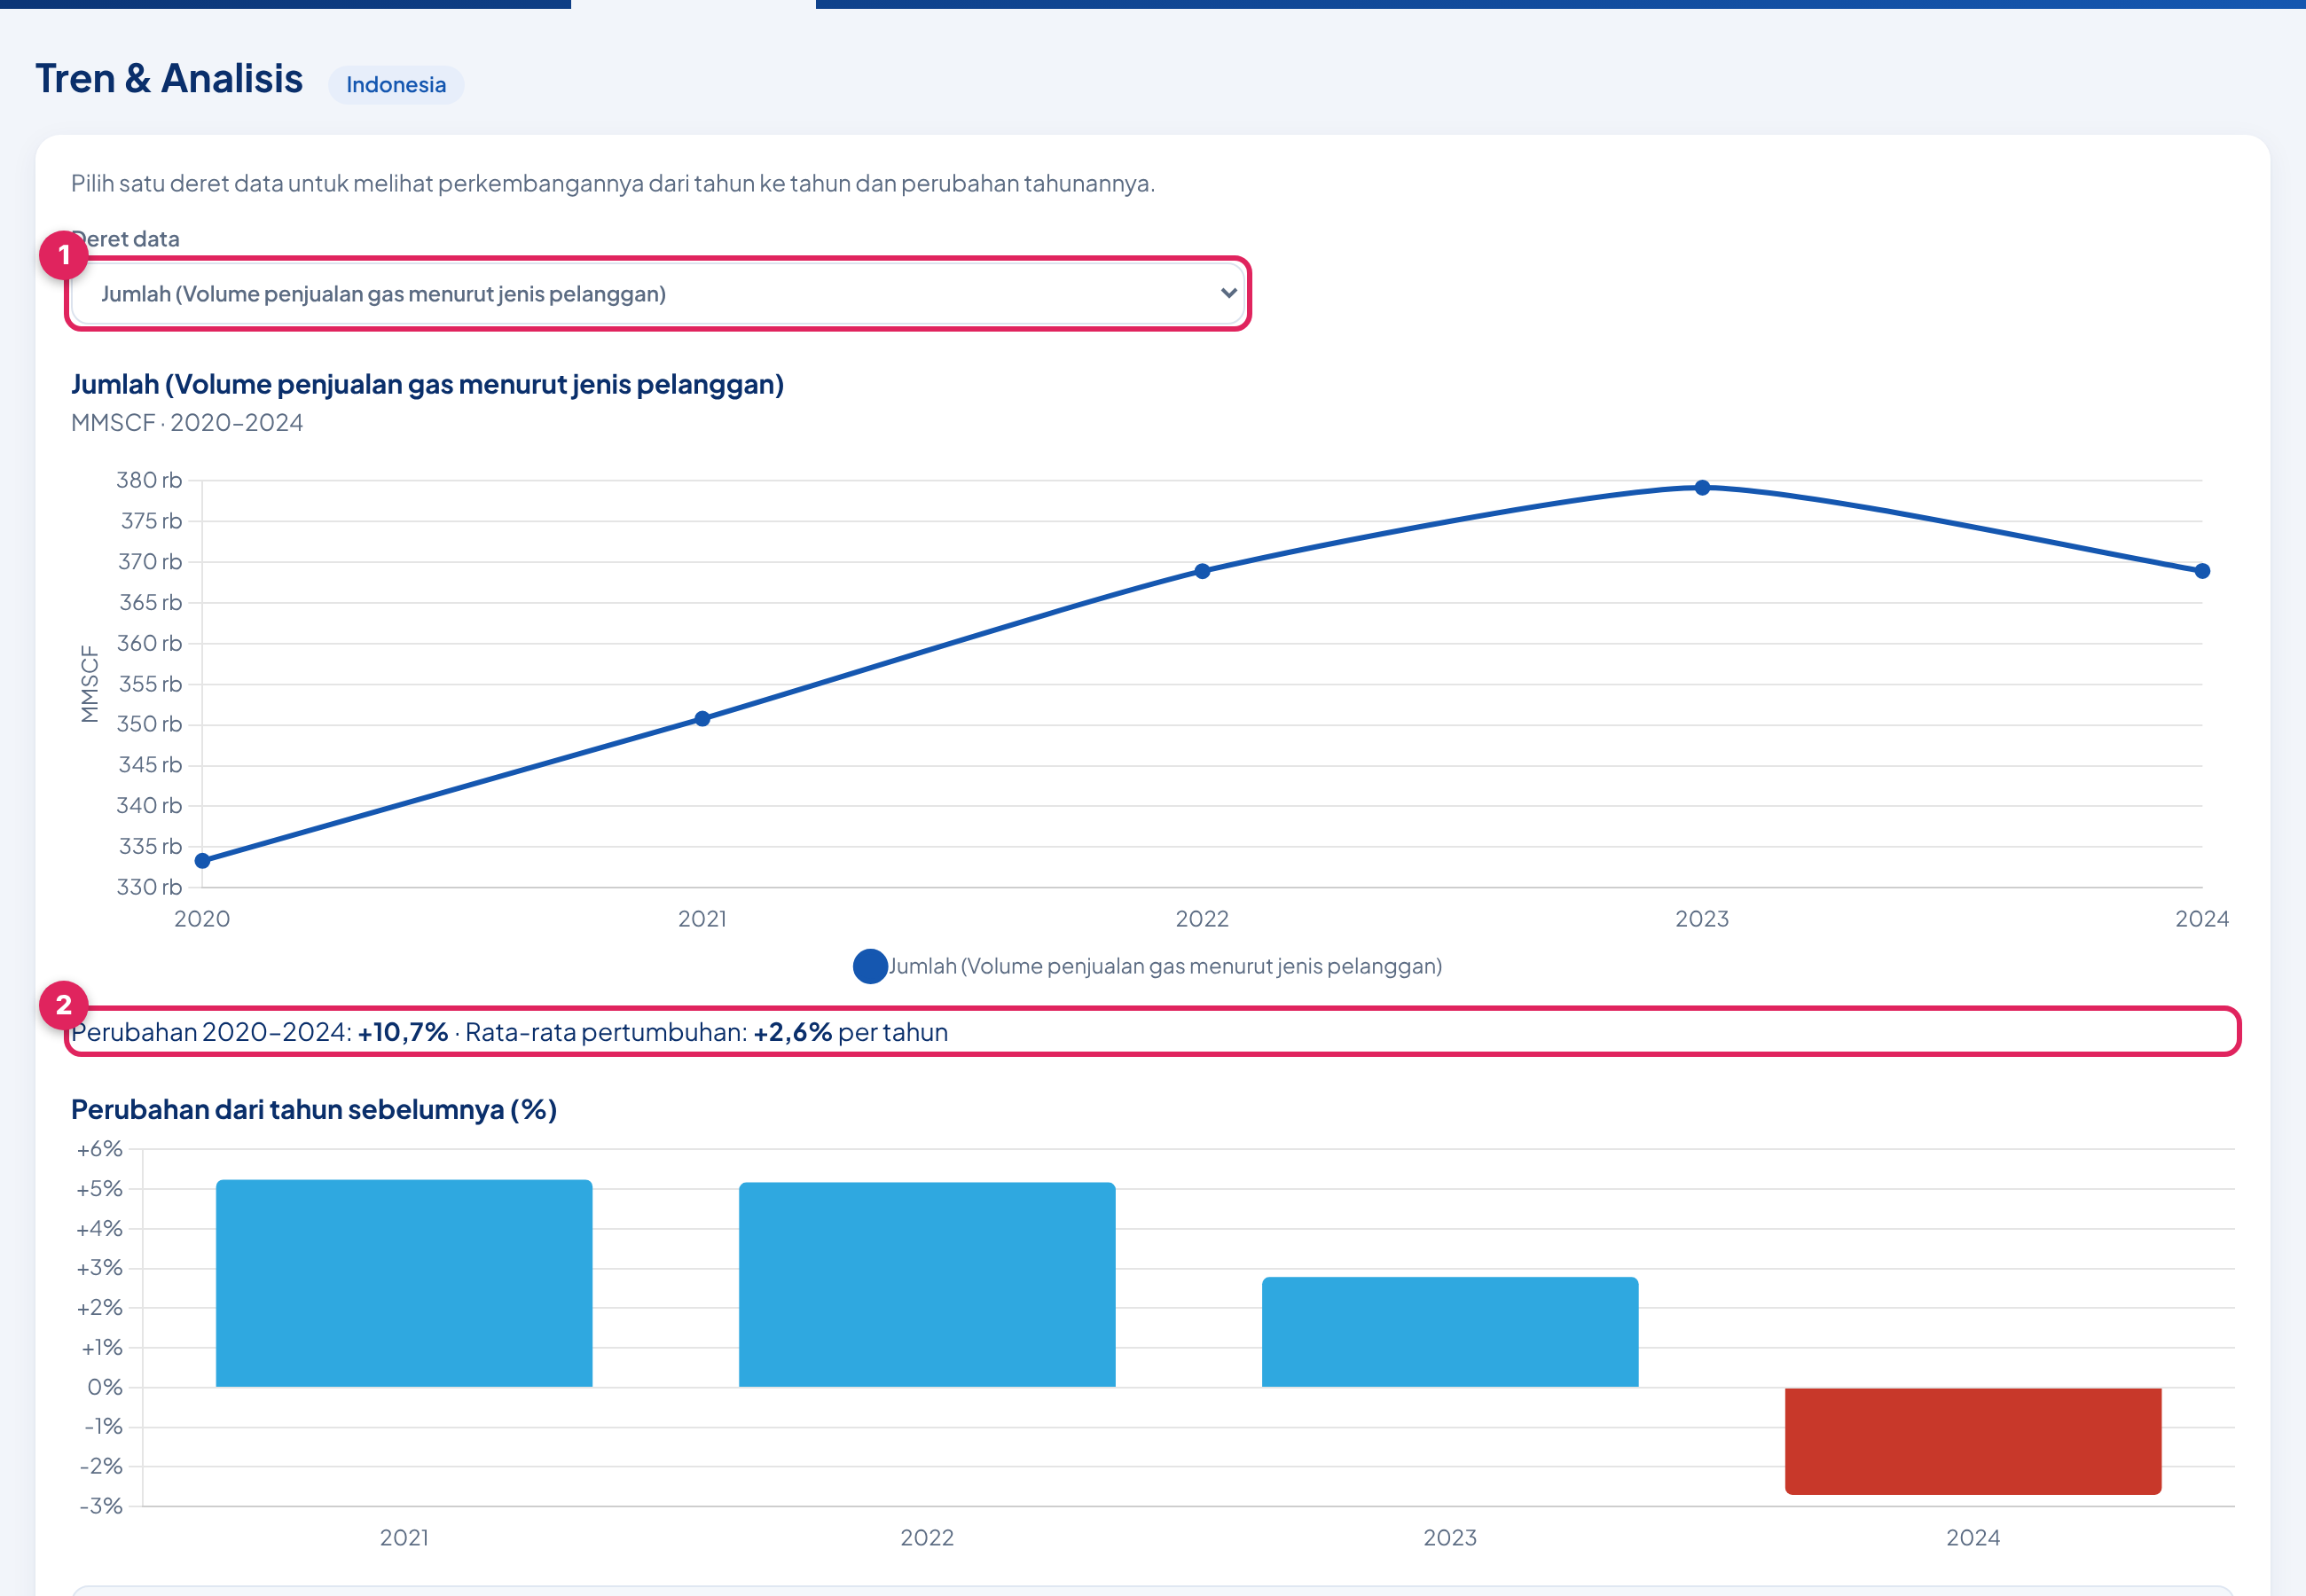 Tren & Analisis
Indonesia
Pilih satu deret data untuk melihat perkembangannya dari tahun ke tahun dan perubahan tahunannya.
Deret data
1
Jumlah (Volume penjualan gas menurut jenis pelanggan)
Jumlah (Volume penjualan gas menurut jenis pelanggan)
MMSCF · 2020–2024
380 rb
375 rb
370 rb
365 rb
360 rb
355 rb
350 rb
345 rb
340 rb
335 rb
330 rb
MMSCF
2020 2021 2022 2023 2024
Jumlah (Volume penjualan gas menurut jenis pelanggan)
2
Perubahan 2020–2024: +10,7% · Rata-rata pertumbuhan: +2,6% per tahun
Perubahan dari tahun sebelumnya (%)
+6%
+5%
+4%
+3%
+2%
+1%
0%
-1%
-2%
-3%
2021 2022 2023 2024